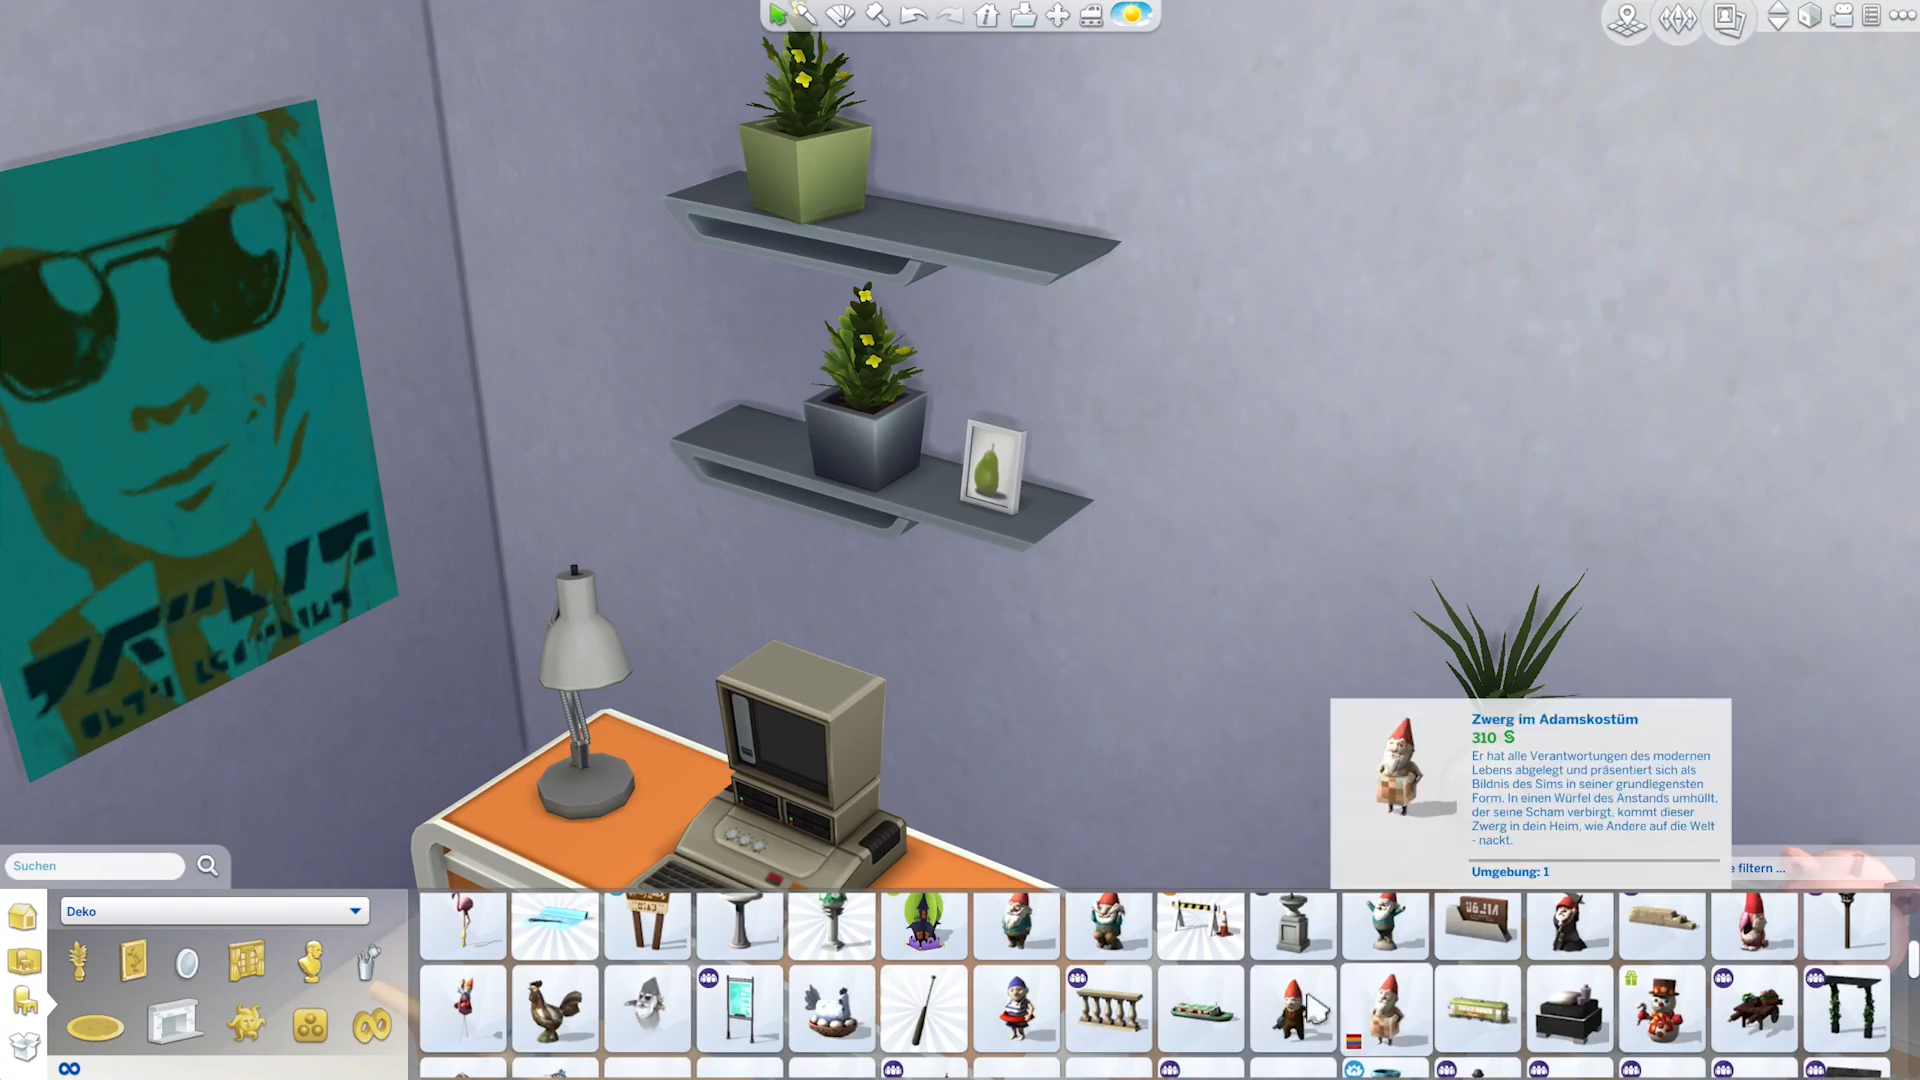 Zwerg im Adamskostüm
310 §
Er hat alle Verantwortungen des modernen
Lebens abgelegt und präsentiert sich als
Bildnis des Sims in seiner grundlegensten
Form. In einen Würfel des Anstands umhüllt,
der seine Scham verbirgt, kommt dieser
Zwerg in dein Heim, wie Andere auf die Welt
- nackt.
Umgebung: 1
Suchen
e filtern ...
Deko